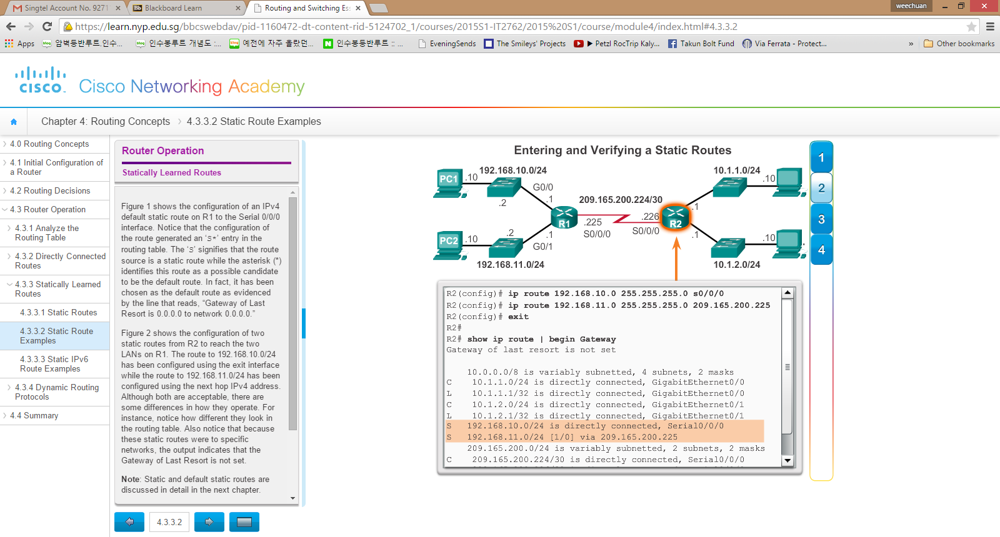 Singtel Account No. 9271
Blackboard Learn
Routing and Switching Ess
weechuan
https://learn.nyp.edu.sg/bbcswebdav/pid-1160472-dt-content-rid-5124702_1/courses/2015S1-IT2762/2015%20S1/course/module4/index.html#4.3.3.2
Apps
암벽등반루트.인수...
인수봉루트 개념도 :...
예전에 자주 올랐던...
인수봉등반루트 :: ...
EveningSends
The Smileys' Projects
▶ Petzl RocTrip Kaly...
Takun Bolt Fund
Via Ferrata - Protect...
» Other bookmarks
cisco. Cisco Networking Academy
Chapter 4: Routing Concepts › 4.3.3.2 Static Route Examples
4.0 Routing Concepts
4.1 Initial Configuration of
a Router
4.2 Routing Decisions
4.3 Router Operation
4.3.1 Analyze the
Routing Table
4.3.2 Directly Connected
Routes
4.3.3 Statically Learned
Routes
4.3.3.1 Static Routes
4.3.3.2 Static Route
Examples
4.3.3.3 Static IPv6
Route Examples
4.3.4 Dynamic Routing
Protocols
4.4 Summary
Router Operation
Statically Learned Routes
Figure 1 shows the configuration of an IPv4
default static route on R1 to the Serial 0/0/0
interface. Notice that the configuration of
the route generated an ‘S*’ entry in the
routing table. The ‘S’ signifies that the route
source is a static route while the asterisk (*)
identifies this route as a possible candidate
to be the default route. In fact, it has been
chosen as the default route as evidenced
by the line that reads, “Gateway of Last
Resort is 0.0.0.0 to network 0.0.0.0.”
Figure 2 shows the configuration of two
static routes from R2 to reach the two
LANs on R1. The route to 192.168.10.0/24
has been configured using the exit interface
while the route to 192.168.11.0/24 has been
configured using the next hop IPv4 address.
Although both are acceptable, there are
some differences in how they operate. For
instance, notice how different they look in
the routing table. Also notice that because
these static routes were to specific
networks, the output indicates that the
Gateway of Last Resort is not set.
Note: Static and default static routes are
discussed in detail in the next chapter.
4.3.3.2
Entering and Verifying a Static Routes
192.168.10.0/24
10.1.1.0/24
PC1 .10
.10
G0/0
.2
.1
209.165.200.224/30
.1
R1
.225
.226
R2
S0/0/0
S0/0/0
PC2 .10
.2
.1
G0/1
.1
.10
192.168.11.0/24
10.1.2.0/24
R2(config)# ip route 192.168.10.0 255.255.255.0 s0/0/0
R2(config)# ip route 192.168.11.0 255.255.255.0 209.165.200.225
R2(config)# exit
R2#
R2# show ip route | begin Gateway
Gateway of last resort is not set
10.0.0.0/8 is variably subnetted, 4 subnets, 2 masks
C 10.1.1.0/24 is directly connected, GigabitEthernet0/0
L 10.1.1.1/32 is directly connected, GigabitEthernet0/0
C 10.1.2.0/24 is directly connected, GigabitEthernet0/1
L 10.1.2.1/32 is directly connected, GigabitEthernet0/1
S 192.168.10.0/24 is directly connected, Serial0/0/0
S 192.168.11.0/24 [1/0] via 209.165.200.225
209.165.200.0/24 is variably subnetted, 2 subnets, 2 masks
C 209.165.200.224/30 is directly connected, Serial0/0/0
1
2
3
4